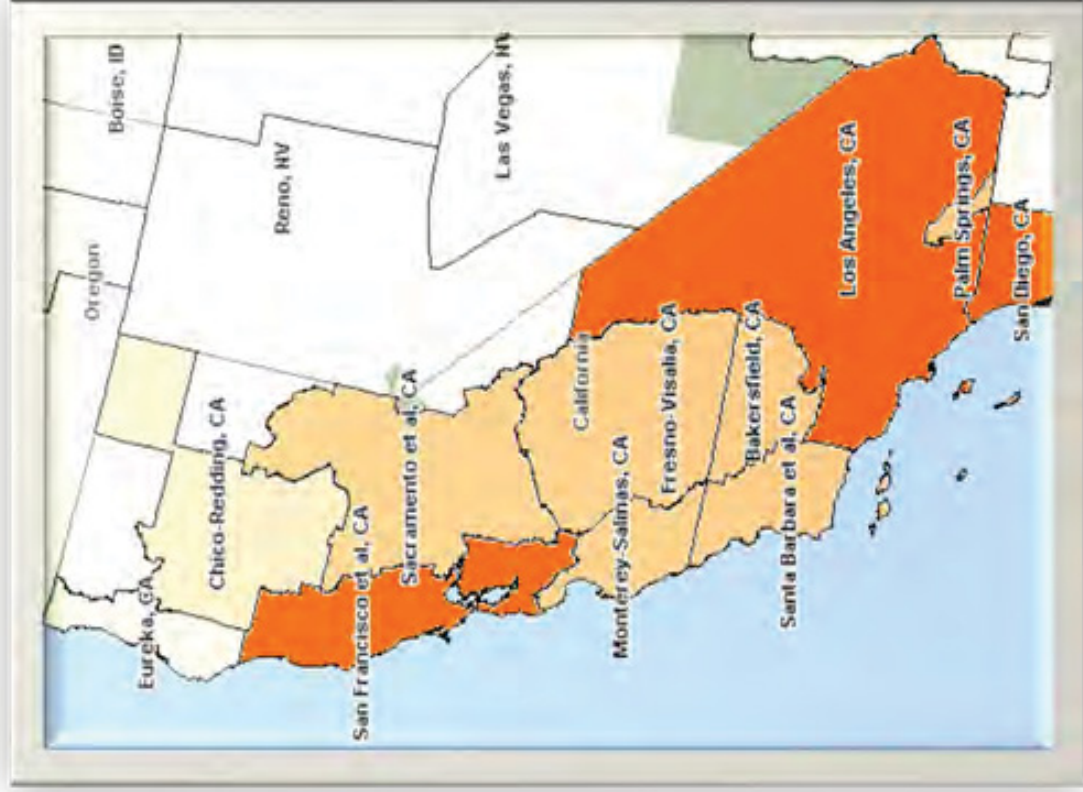 Boise, ID
Oregon
Reno, NV
Eureka, CA
Chico-Redding, CA
Las Vegas, NV
Sacramento et al, CA
San Francisco et al, CA
California
Fresno-Visalia, CA
Monterey-Salinas, CA
Bakersfield, CA
Santa Barbara et al, CA
Los Angeles, CA
Palm Springs, CA
San Diego, CA